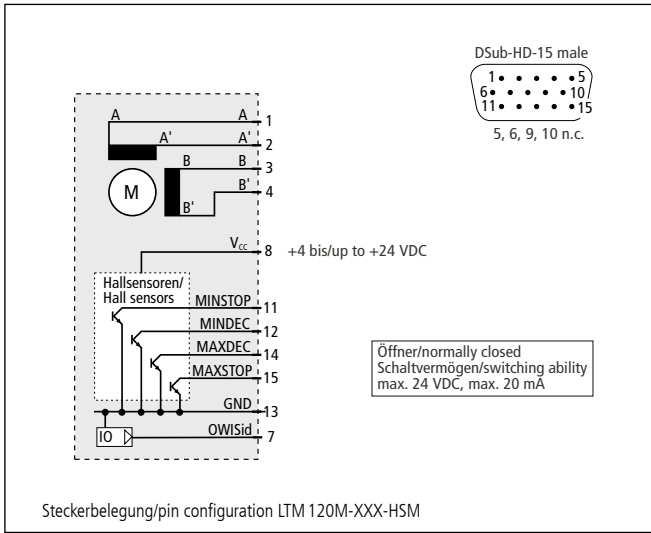 DSub-HD-15 male
1 5
6 10
11 15
5, 6, 9, 10 n.c.
A A 1
A' A' 2
B B 3
M
B' 4
B'
Vcc 8 +4 bis/up to +24 VDC
Hallsensoren/
Hall sensors
MINSTOP 11
MINDEC 12
MAXDEC 14
MAXSTOP 15
Öffner/normally closed
Schaltvermögen/switching ability
max. 24 VDC, max. 20 mA
GND 13
IO OWISid 7
Steckerbelegung/pin configuration LTM 120M-XXX-HSM